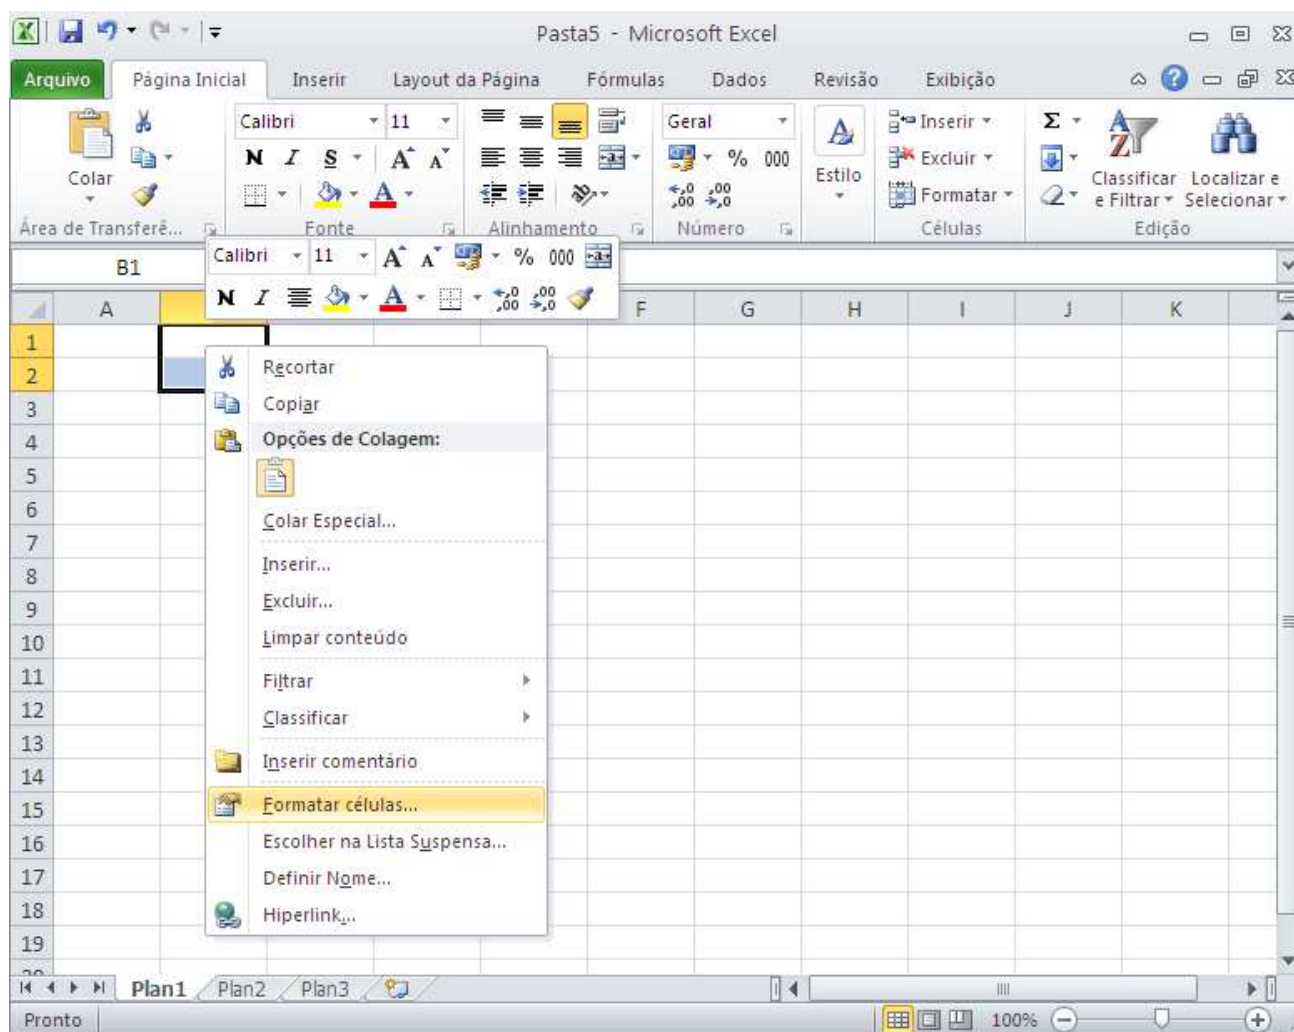 Pasta5 - Microsoft Excel
Arquivo Página Inicial Inserir Layout da Página Fórmulas Dados Revisão Exibição
Calibri 11 Geral Σ Inserir
N I S A A % 000 Excluir
Colar Estilo Formatar Classificar e Filtrar Localizar e Selecionar
Área de Transferê... Fonte Alinhamento Número Células Edição
B1 Calibri 11 A A % 000
N I A ,00 ,00 ,0
A F G H I J K
1
2
3
4
5
6
7
8
9
10
11
12
13
14
15
16
17
18
19
20
Recortar
Copiar
Opções de Colagem:
Colar Especial...
Inserir...
Excluir...
Limpar conteúdo
Filtrar
Classificar
Inserir comentário
Formatar células...
Escolher na Lista Suspensa...
Definir Nome...
Hiperlink...
Plan1 Plan2 Plan3
Pronto 100%